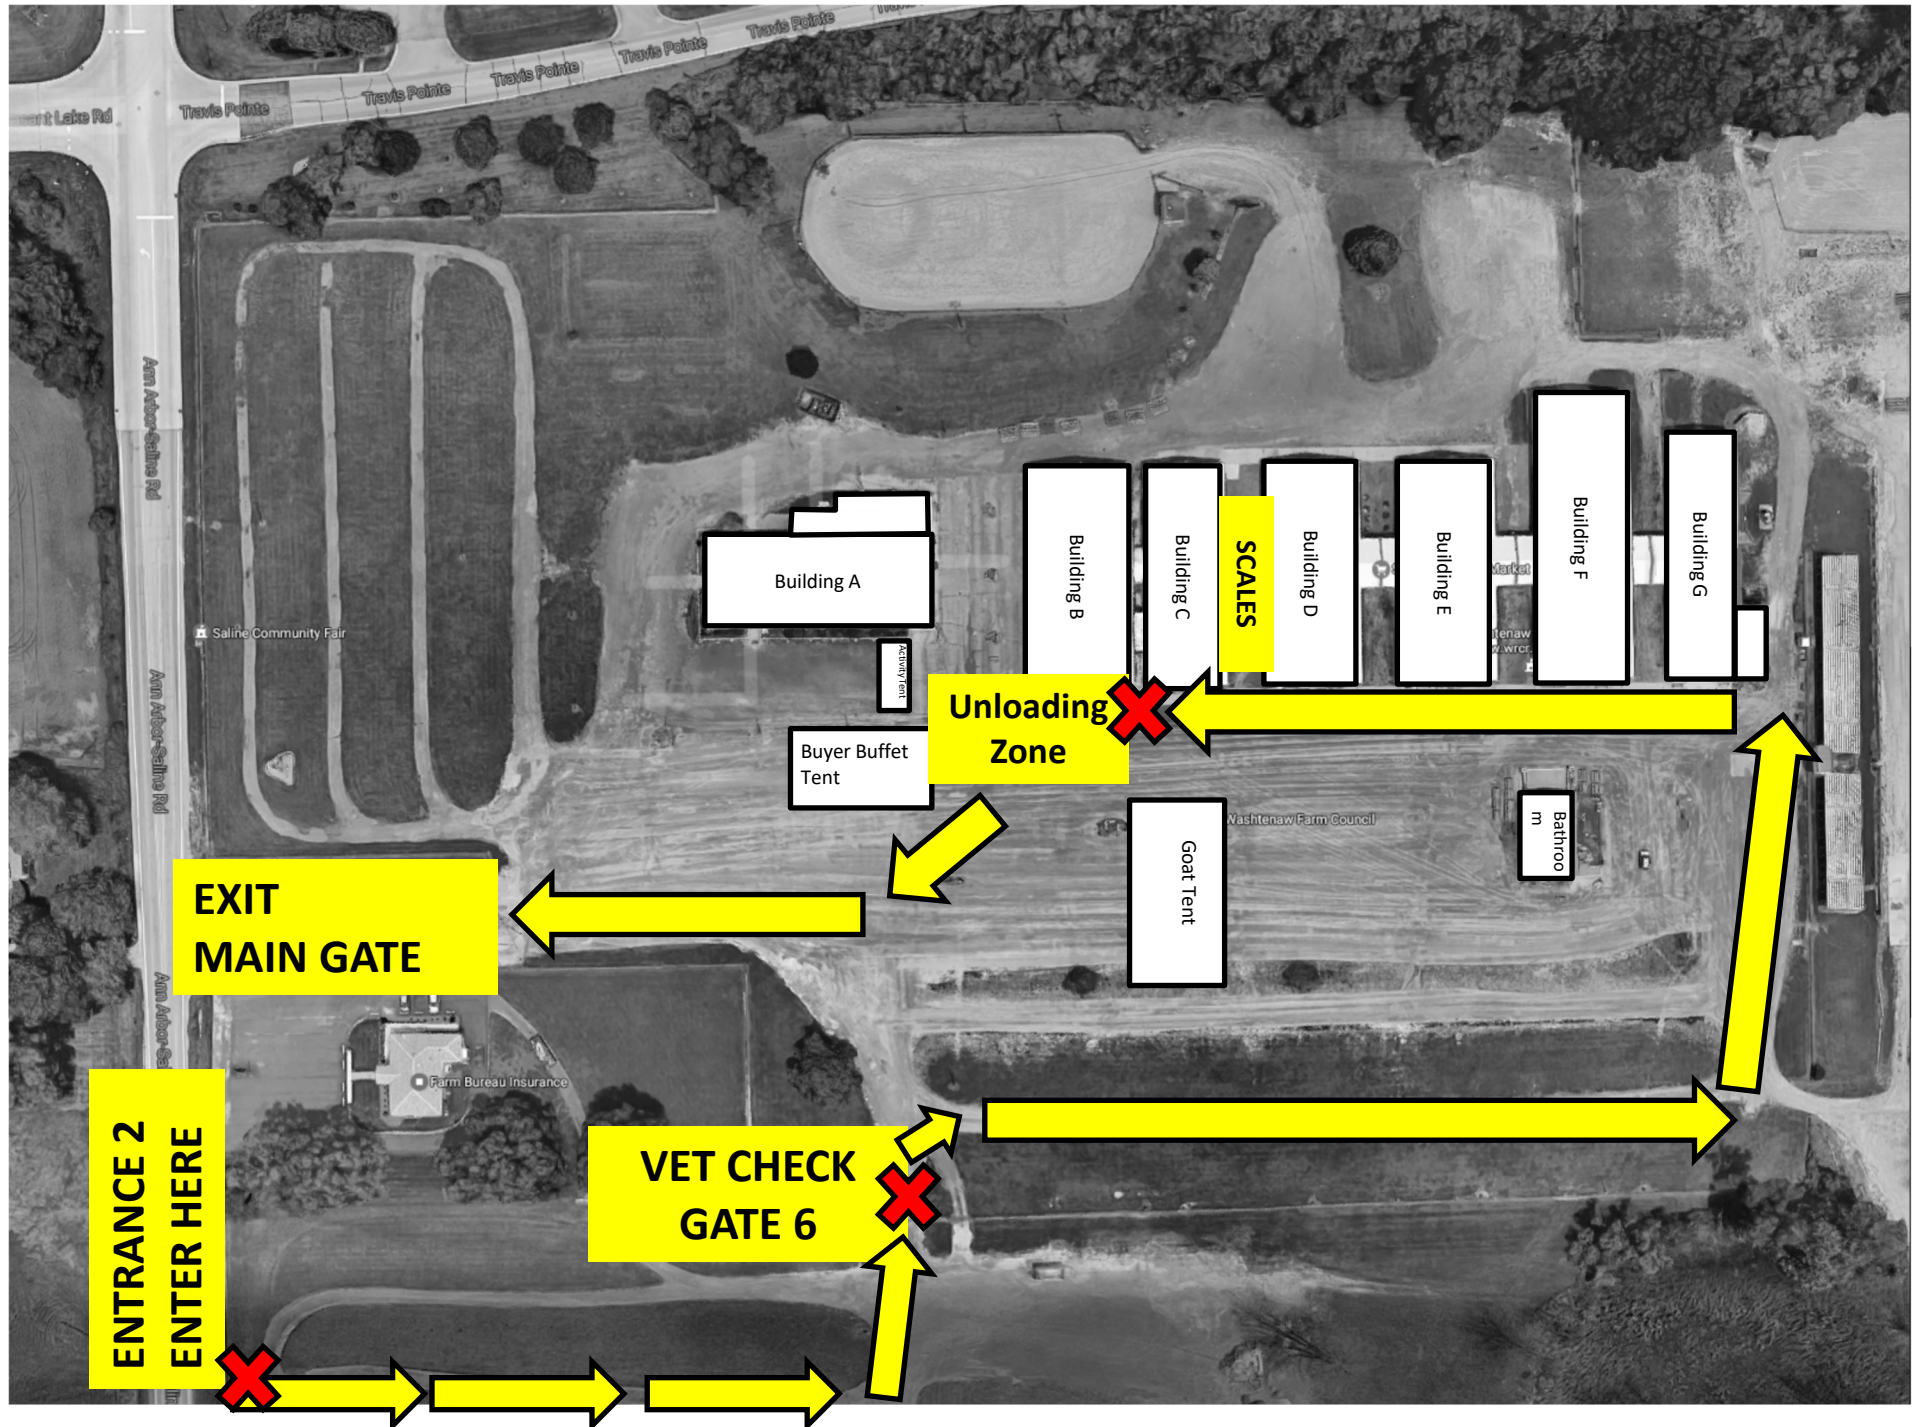 Travis Pointe
Travis Pointe
Travis Pointe
Travis Pointe
Travis Pointe
Lake Rd
Ann Arbor-Saline Rd
Saline Community Fair
Ann Arbor-Saline Rd
Building A
Activity Tent
Building B
Building C
SCALES
Building D
Building E
Building F
Building G
Market
Unloading
Zone
Buyer Buffet
Tent
Washtenaw Farm Council
Goat Tent
Bathroo
m
EXIT
MAIN GATE
Farm Bureau Insurance
ENTRANCE 2
ENTER HERE
VET CHECK
GATE 6